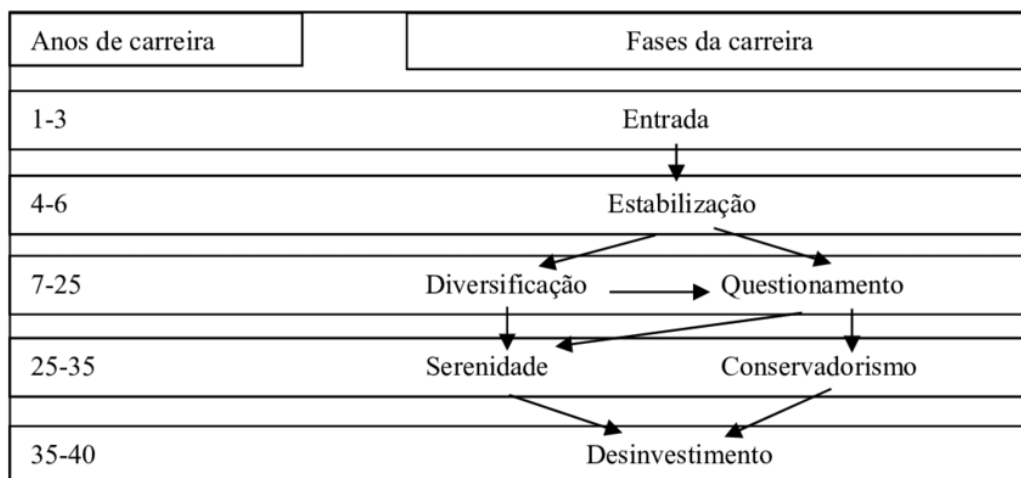 Anos de carreira Fases da carreira
1-3 Entrada
4-6 Estabilização
7-25 Diversificação Questionamento
25-35 Serenidade Conservadorismo
35-40 Desinvestimento